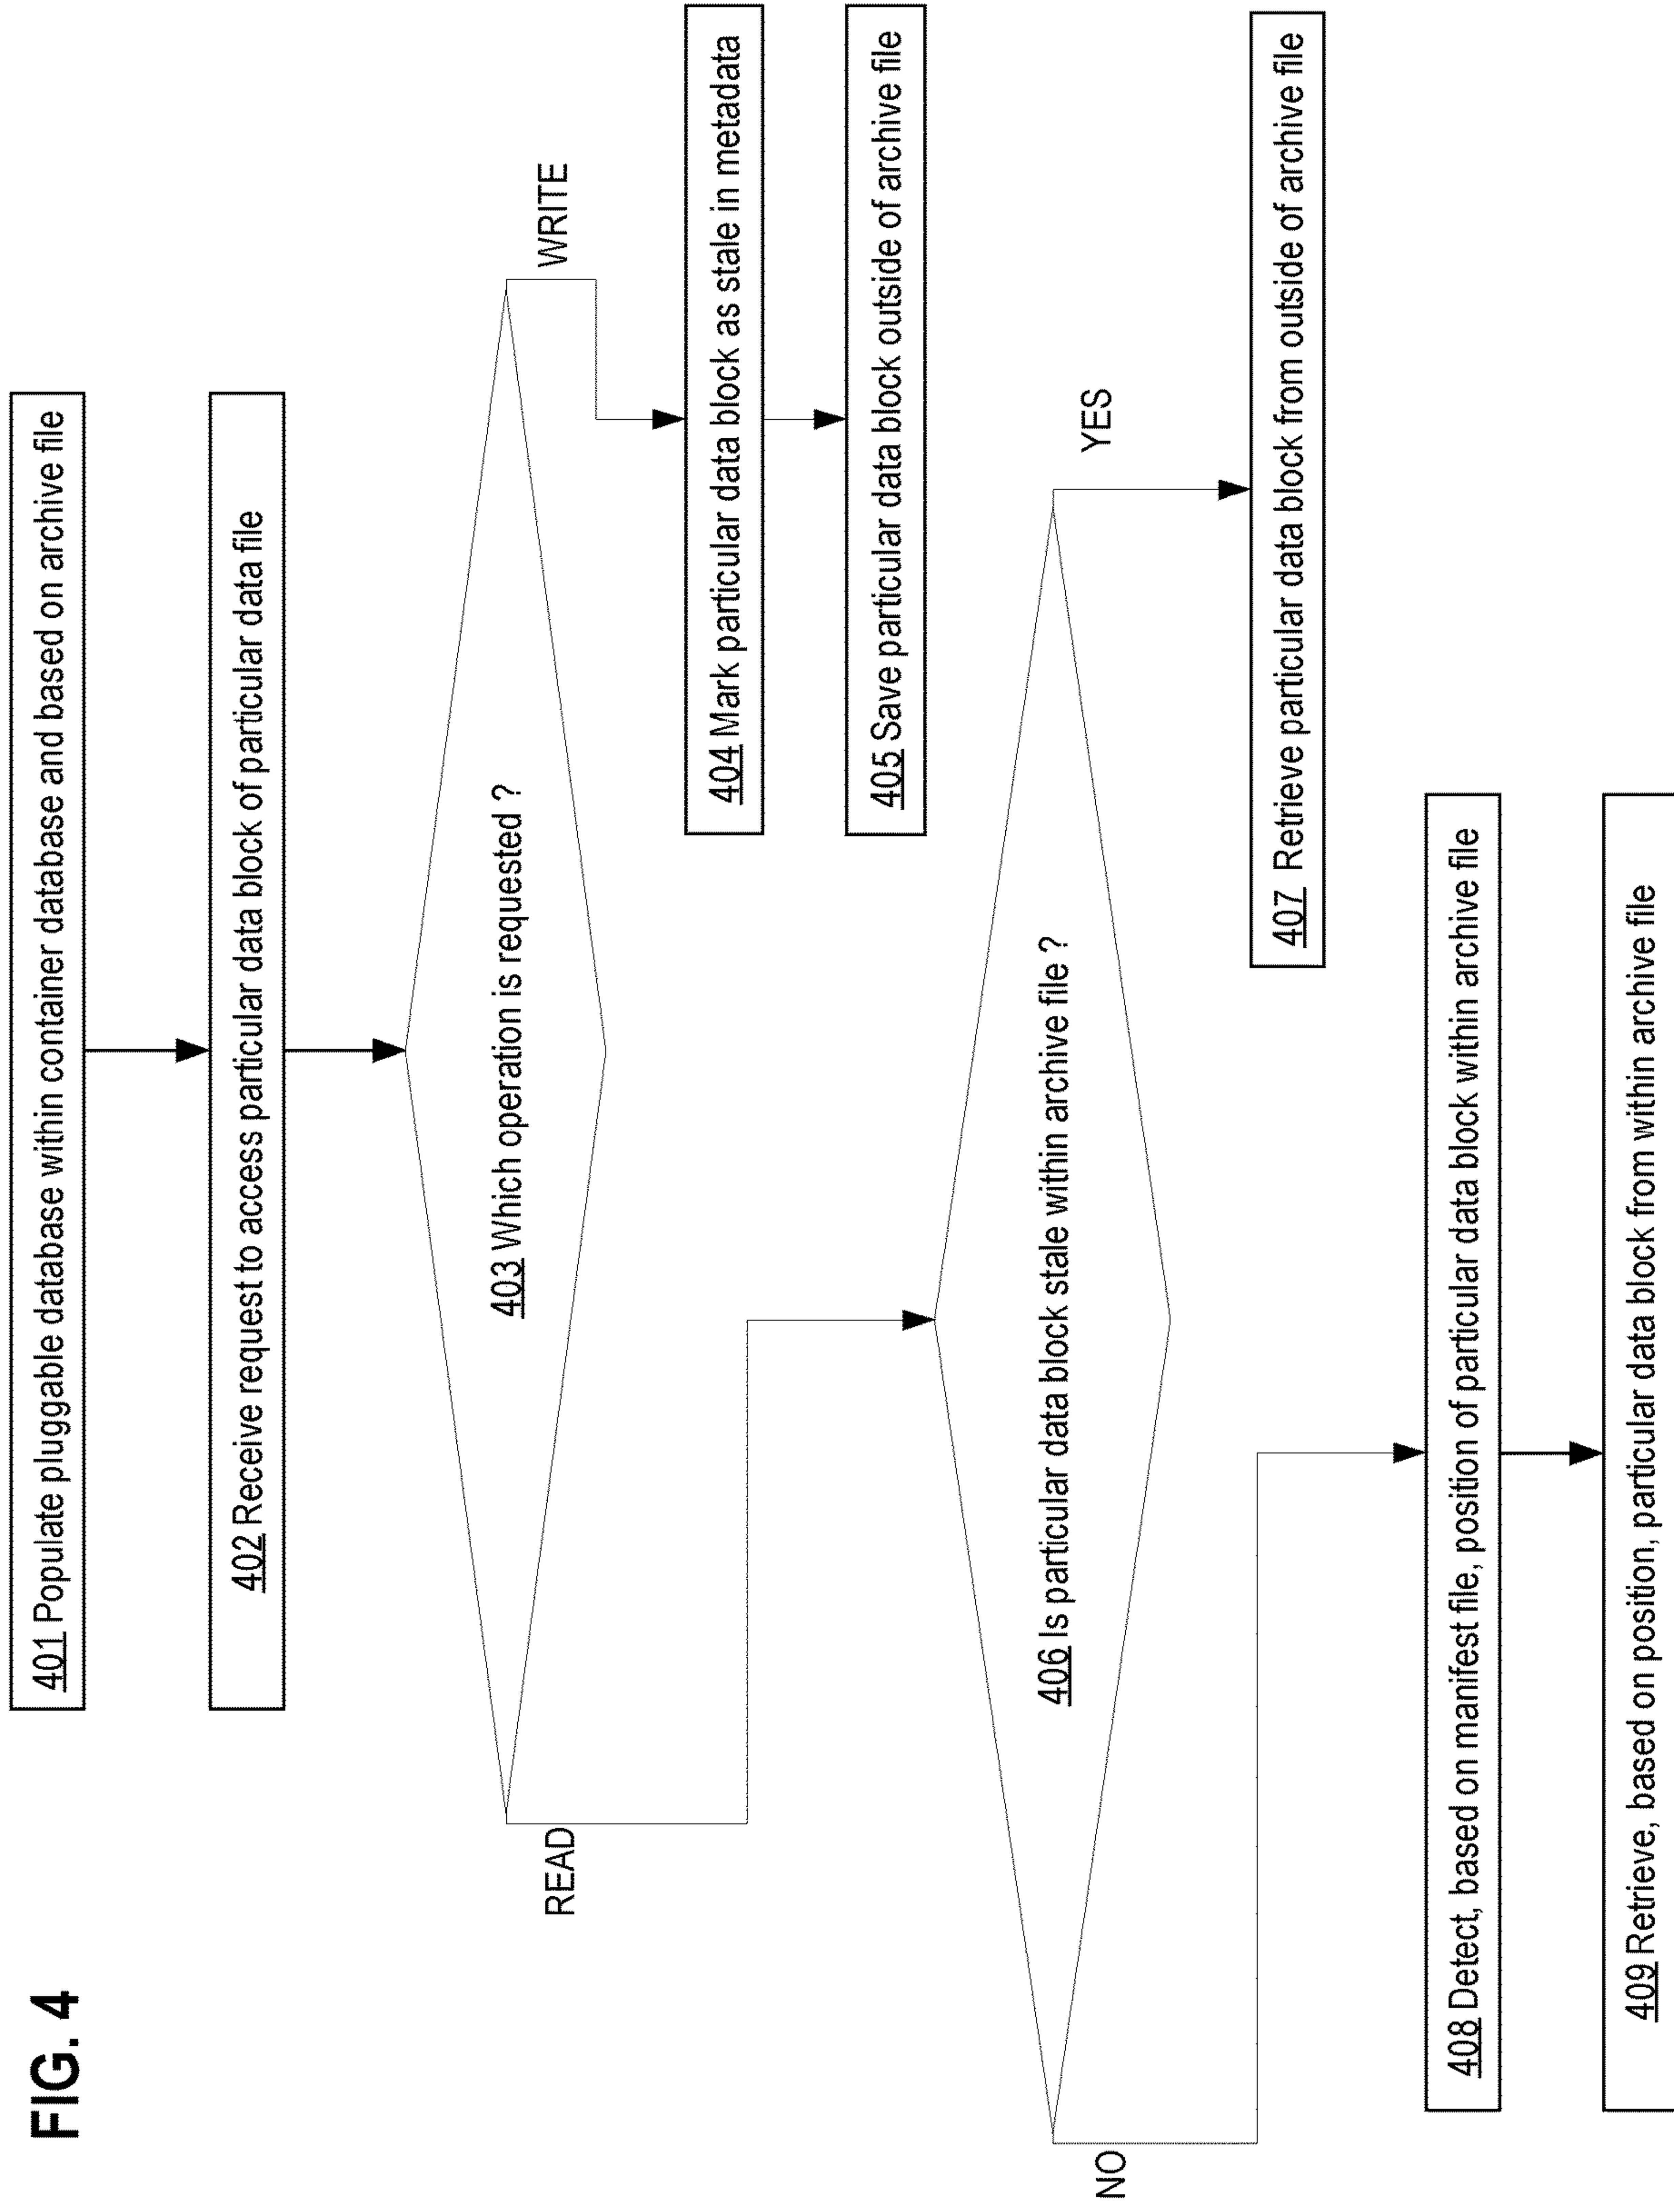 FIG. 4
401 Populate pluggable database within container database and based on archive file
402 Receive request to access particular data block of particular data file
403 Which operation is requested ?
READ
WRITE
404 Mark particular data block as stale in metadata
405 Save particular data block outside of archive file
406 Is particular data block stale within archive file ?
NO
YES
407 Retrieve particular data block from outside of archive file
408 Detect, based on manifest file, position of particular data block within archive file
409 Retrieve, based on position, particular data block from within archive file